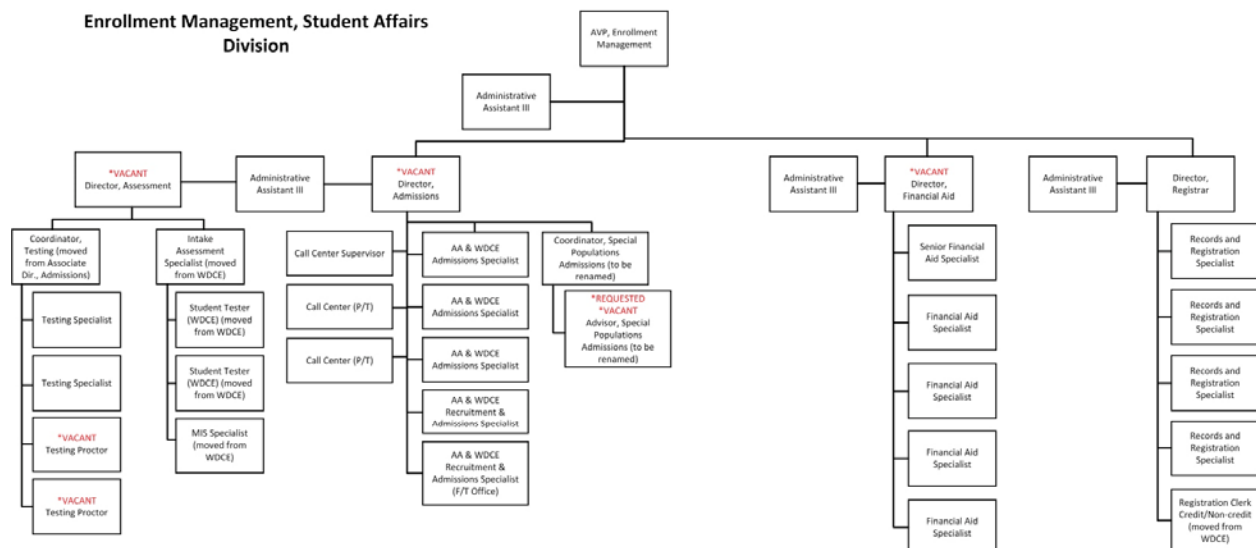 Enrollment Management, Student Affairs
Division
AVP, Enrollment
Management
Administrative
Assistant III
*VACANT
Director, Assessment
Administrative
Assistant III
*VACANT
Director,
Admissions
Administrative
Assistant III
*VACANT
Director,
Financial Aid
Administrative
Assistant III
Director,
Registrar
Coordinator,
Testing (moved
from Associate
Dir., Admissions)
Testing Specialist
Testing Specialist
*VACANT
Testing Proctor
*VACANT
Testing Proctor
Intake
Assessment
Specialist (moved
from WDCE)
Student Tester
(WDCE) (moved
from WDCE)
Student Tester
(WDCE) (moved
from WDCE)
MIS Specialist
(moved from
WDCE)
Call Center Supervisor
Call Center (P/T)
Call Center (P/T)
AA & WDCE
Admissions Specialist
AA & WDCE
Admissions Specialist
AA & WDCE
Admissions Specialist
AA & WDCE
Recruitment &
Admissions Specialist
AA & WDCE
Recruitment &
Admissions Specialist
(F/T Office)
Coordinator, Special
Populations
Admissions (to be
renamed)
*REQUESTED
*VACANT
Advisor, Special
Populations
Admissions (to be
renamed)
Senior Financial
Aid Specialist
Financial Aid
Specialist
Financial Aid
Specialist
Financial Aid
Specialist
Financial Aid
Specialist
Records and
Registration
Specialist
Records and
Registration
Specialist
Records and
Registration
Specialist
Records and
Registration
Specialist
Registration Clerk
Credit/Non-credit
(moved from
WDCE)